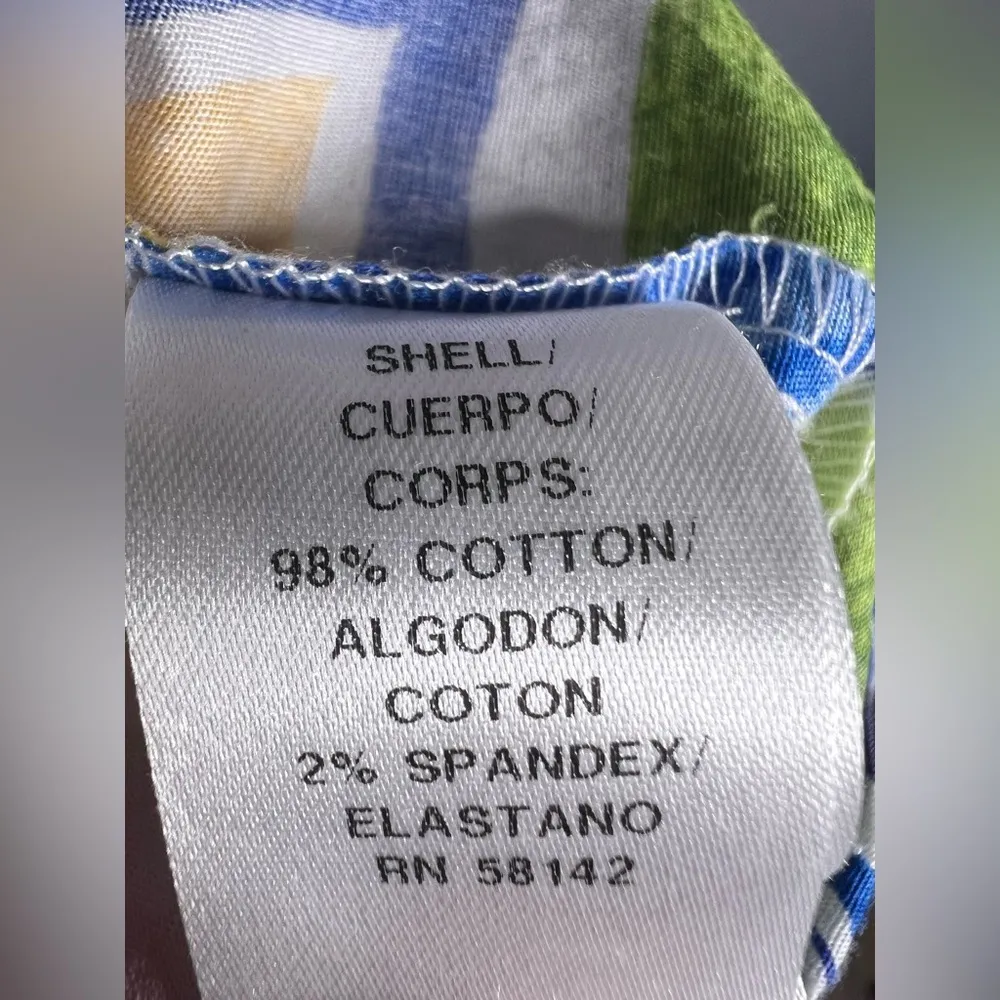 SHELL/
CUERPO/
CORPS:
98% COTTON/
ALGODON/
COTON
2% SPANDEX/
ELASTANO
RN 58142